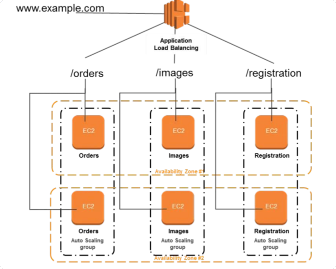 www.example.com
Application
Load Balancing
/orders
/images
/registration
EC2
EC2
EC2
Orders
Images
Registration
Availability Zone #1
EC2
EC2
EC2
Orders
Images
Registration
Auto Scaling
group
Auto Scaling
group
Auto Scaling
group
Availability Zone #2